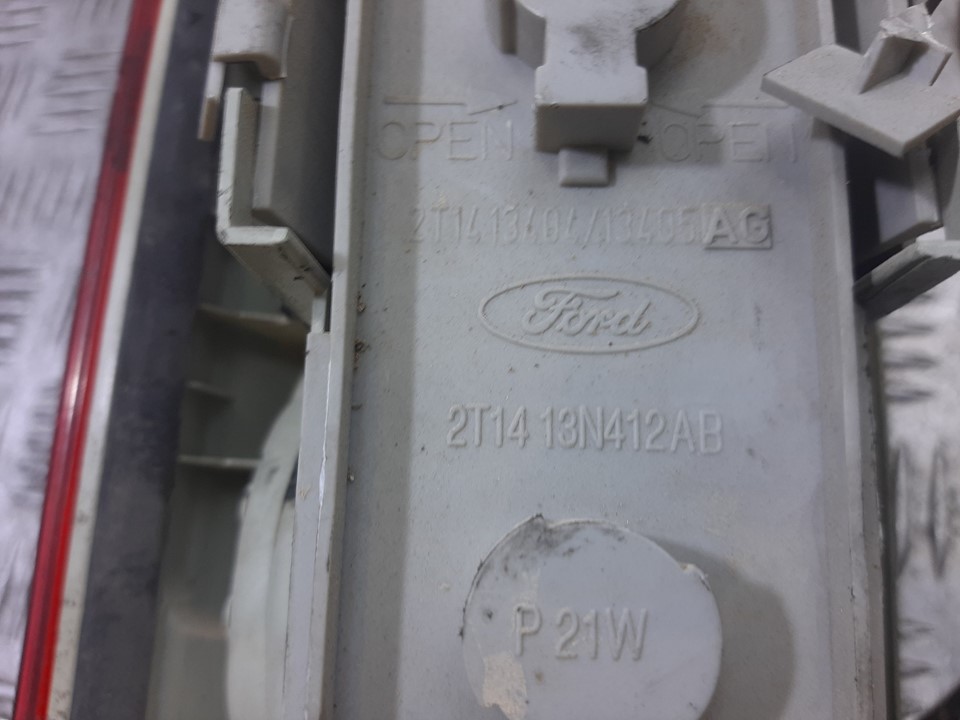 OPEN OPEN
2T14 13404/13405 AG
Ford
2T14 13N412AB
P 21W